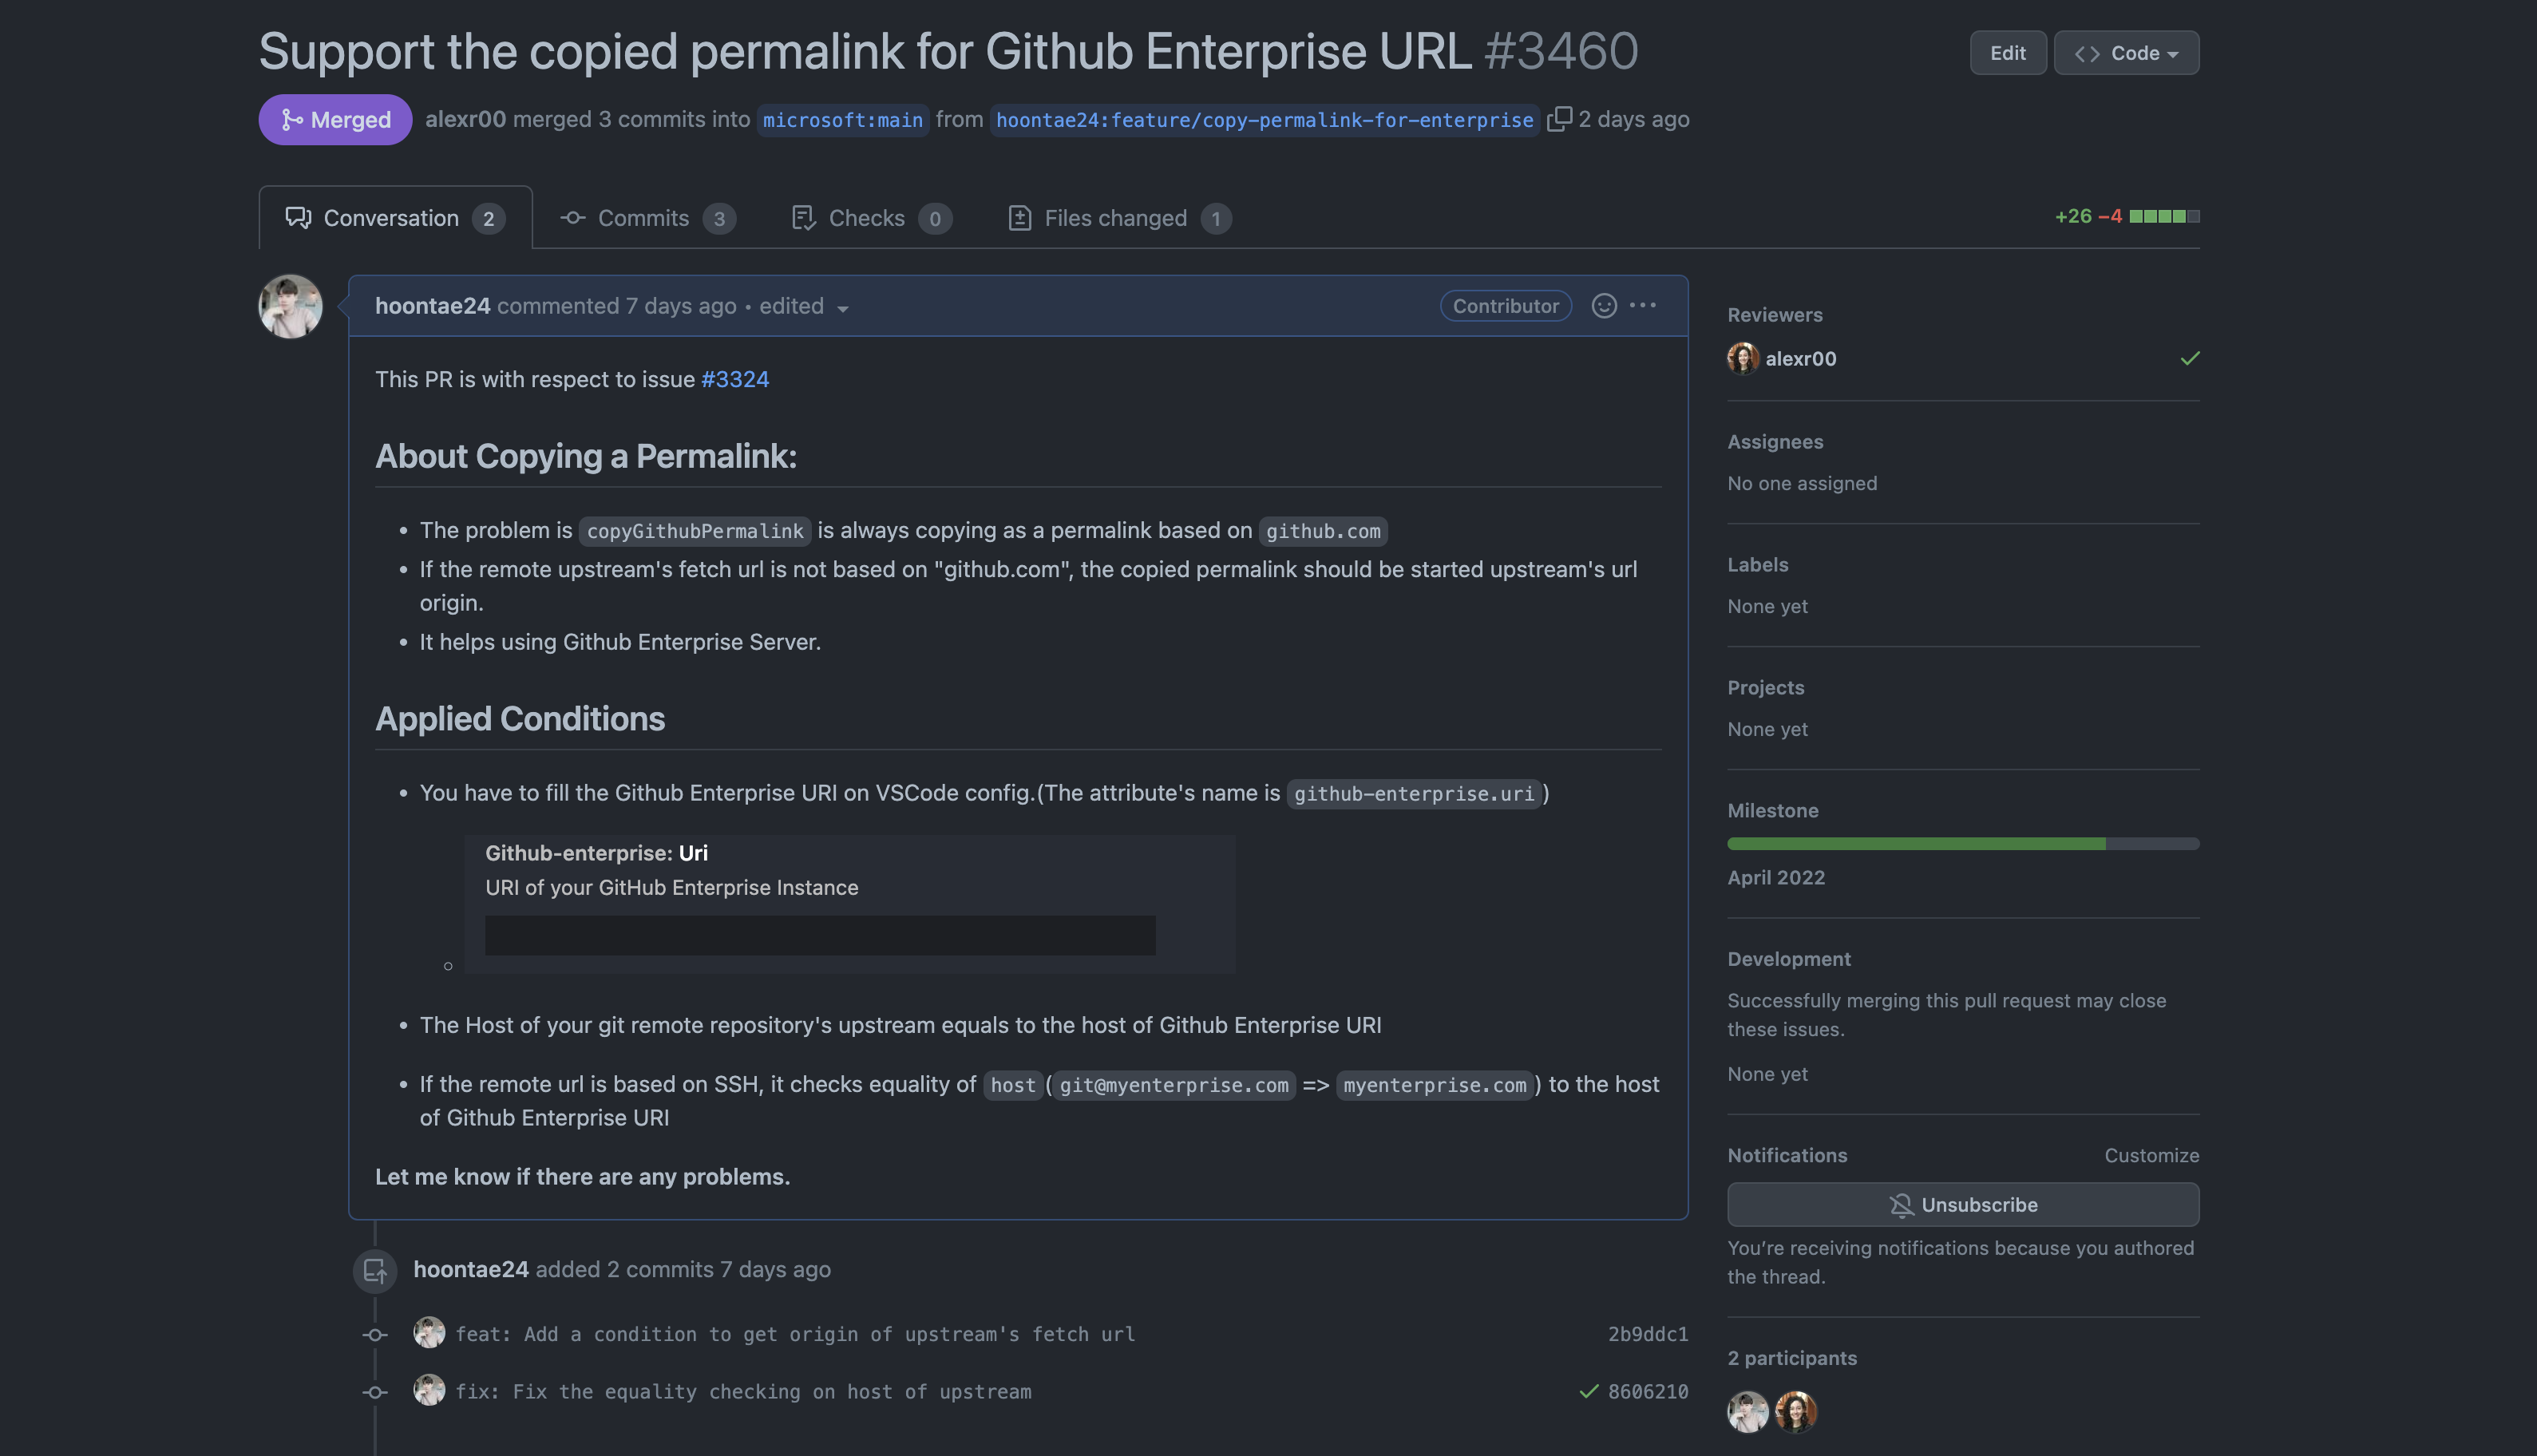 Support the copied permalink for Github Enterprise URL #3460
Edit
Code
Merged
alexr00 merged 3 commits into microsoft:main from hoontae24:feature/copy-permalink-for-enterprise 2 days ago
Conversation 2
Commits 3
Checks 0
Files changed 1
+26 −4
hoontae24 commented 7 days ago • edited
Contributor
This PR is with respect to issue #3324
About Copying a Permalink:
• The problem is copyGithubPermalink is always copying as a permalink based on github.com
• If the remote upstream's fetch url is not based on "github.com", the copied permalink should be started upstream's url
origin.
• It helps using Github Enterprise Server.
Applied Conditions
• You have to fill the Github Enterprise URI on VSCode config.(The attribute's name is github-enterprise.uri)
Github-enterprise: Uri
URI of your GitHub Enterprise Instance
• The Host of your git remote repository's upstream equals to the host of Github Enterprise URI
• If the remote url is based on SSH, it checks equality of host(git@myenterprise.com => myenterprise.com) to the host
of Github Enterprise URI
Let me know if there are any problems.
hoontae24 added 2 commits 7 days ago
feat: Add a condition to get origin of upstream's fetch url
2b9ddc1
fix: Fix the equality checking on host of upstream
8606210
Reviewers
alexr00
Assignees
No one assigned
Labels
None yet
Projects
None yet
Milestone
April 2022
Development
Successfully merging this pull request may close
these issues.
None yet
Notifications
Customize
Unsubscribe
You’re receiving notifications because you authored
the thread.
2 participants